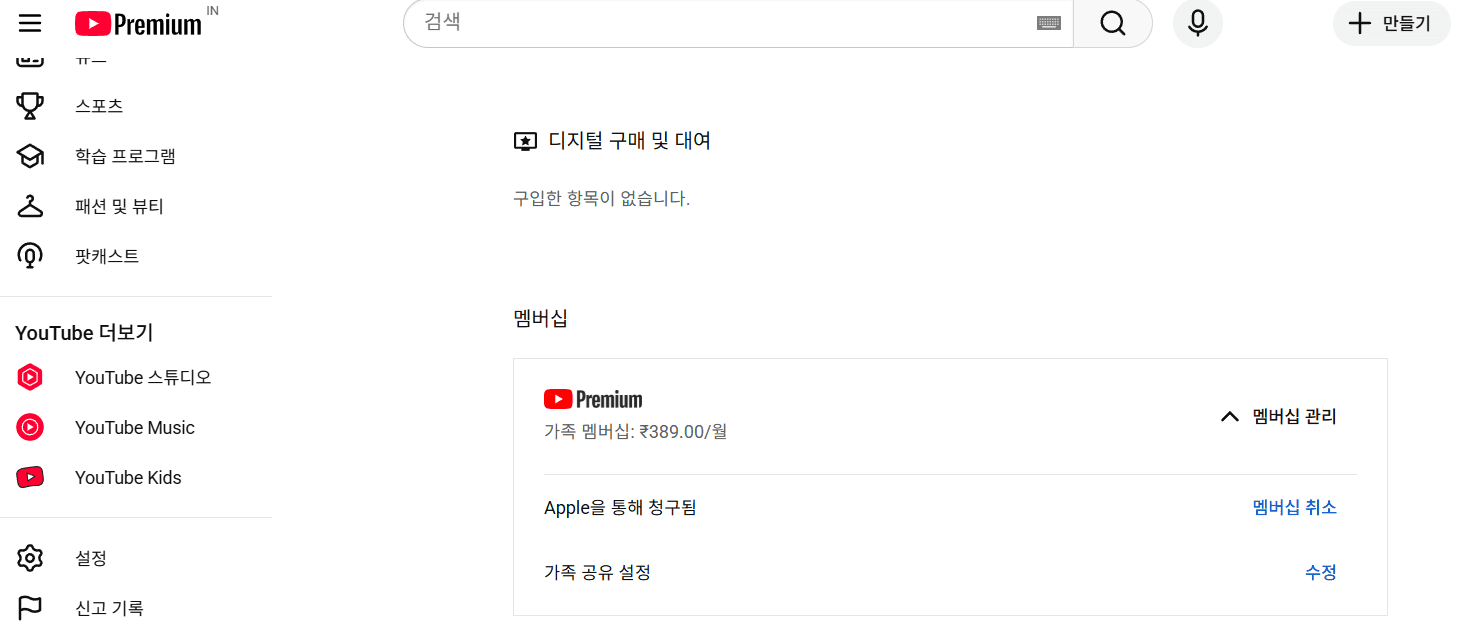 Premium IN
검색
만들기
스포츠
학습 프로그램
패션 및 뷰티
팟캐스트
YouTube 더보기
YouTube 스튜디오
YouTube Music
YouTube Kids
설정
신고 기록
디지털 구매 및 대여
구입한 항목이 없습니다.
멤버십
Premium
가족 멤버십: ₹389.00/월
멤버십 관리
Apple을 통해 청구됨
멤버십 취소
가족 공유 설정
수정